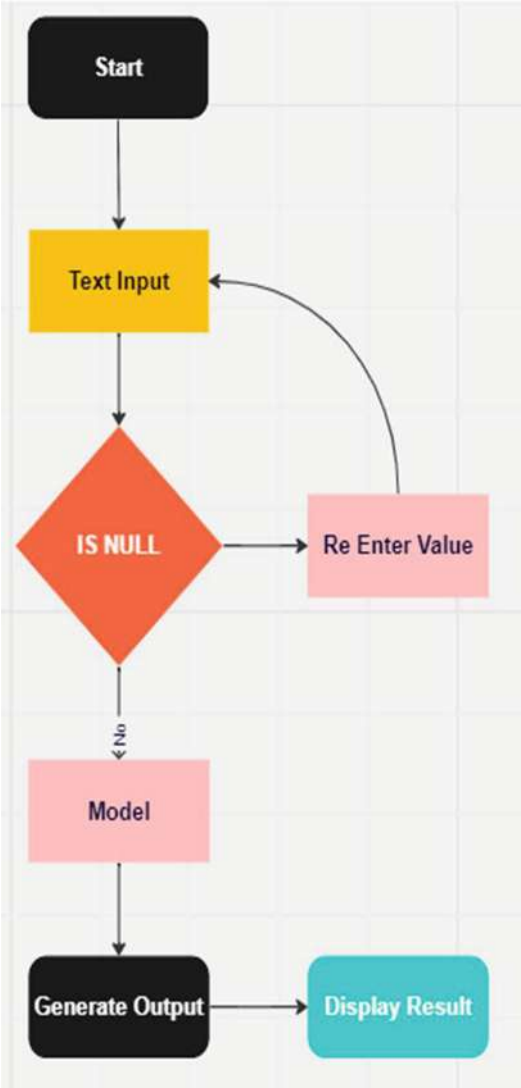 Start
Text Input
IS NULL
Re Enter Value
No
Model
Generate Output
Display Result